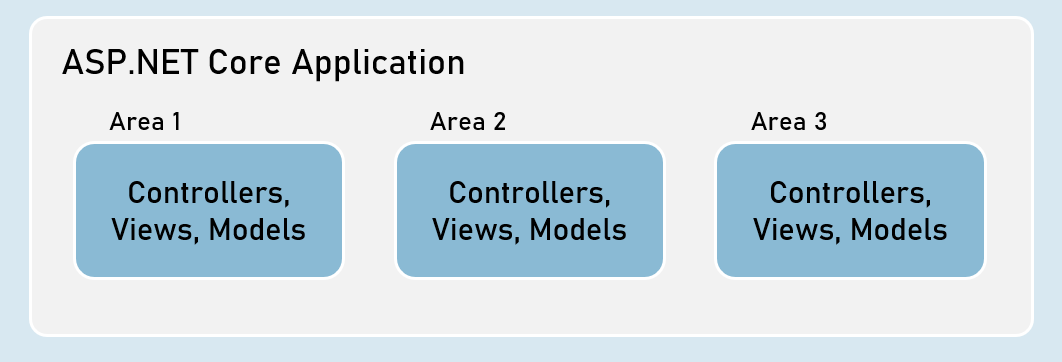 ASP.NET Core Application
Area 1
Area 2
Area 3
Controllers,
Views, Models
Controllers,
Views, Models
Controllers,
Views, Models